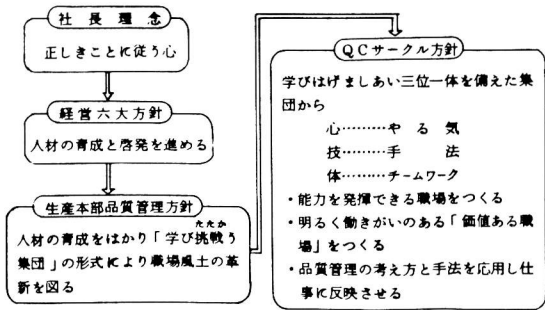 社長理念
正しきことに従う心
経営六大方針
人材の育成と啓発を進める
生産本部品質管理方針
人材の育成をはかり「学び挑戦う
たたか
集団」の形式により職場風土の革
新を図る
QCサークル方針
学びはげましあい三位一体を備えた集
団から
心………やる気
技………手法
体………チームワーク
・能力を発揮できる職場をつくる
・明るく働きがいのある「価値ある職
場」をつくる
・品質管理の考え方と手法を応用し仕
事に反映させる